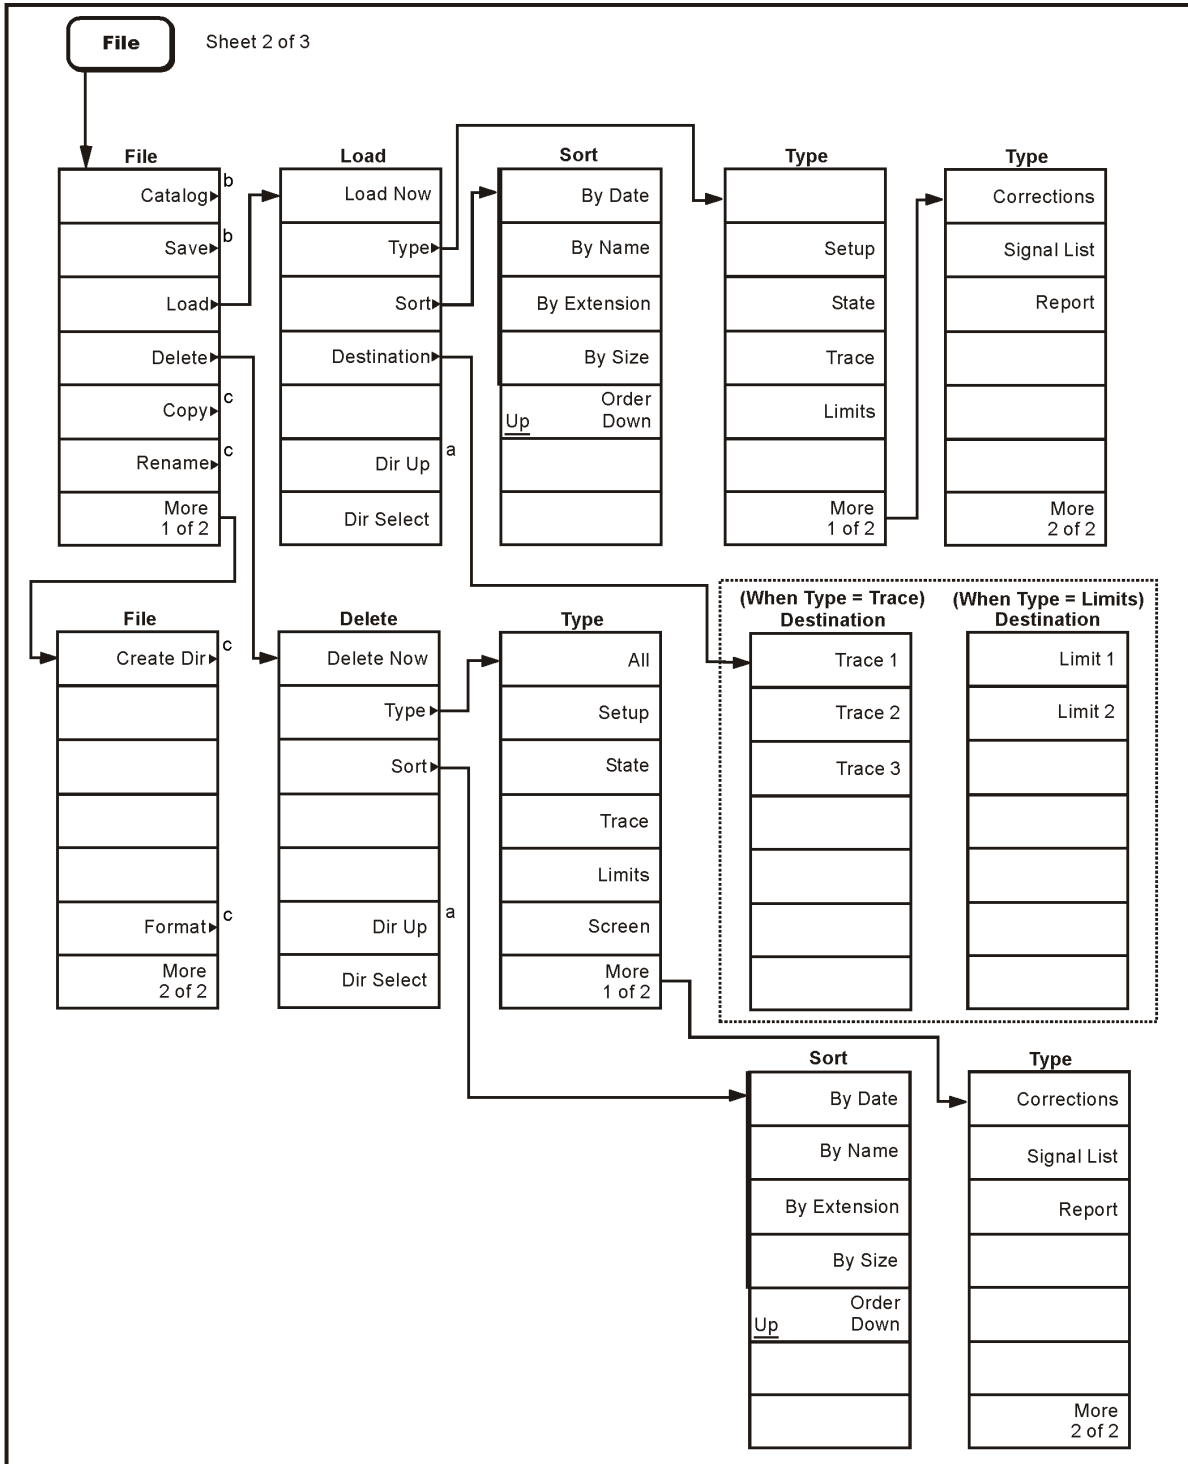 File
Sheet 2 of 3
File
Catalog
b
Save
b
Load
Delete
Copy
c
Rename
c
More
1 of 2
Load
Load Now
Type
Sort
Destination
Dir Up
a
Dir Select
Sort
By Date
By Name
By Extension
By Size
Order
Up Down
Type
Setup
State
Trace
Limits
More
1 of 2
Type
Corrections
Signal List
Report
More
2 of 2
File
Create Dir
c
Format
c
More
2 of 2
Delete
Delete Now
Type
Sort
Dir Up
a
Dir Select
Type
All
Setup
State
Trace
Limits
Screen
More
1 of 2
(When Type = Trace)
Destination
Trace 1
Trace 2
Trace 3
(When Type = Limits)
Destination
Limit 1
Limit 2
Sort
By Date
By Name
By Extension
By Size
Order
Up Down
Type
Corrections
Signal List
Report
More
2 of 2